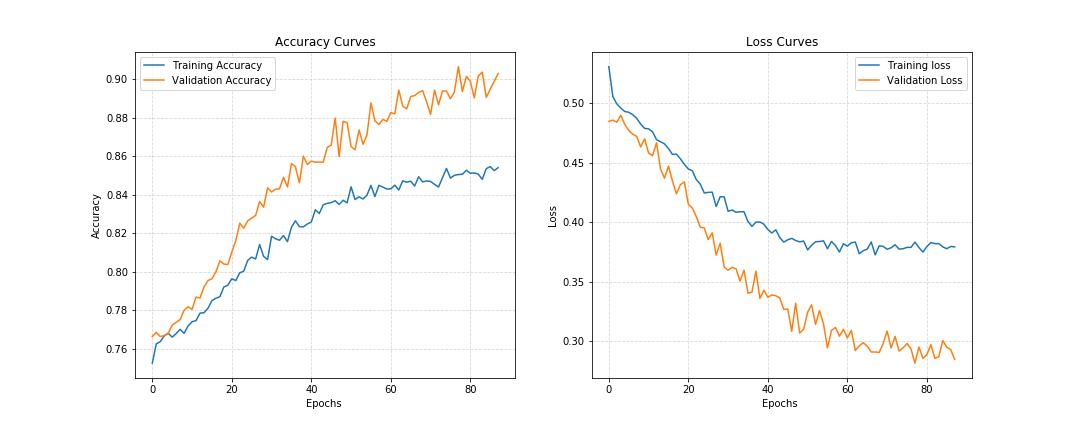 Accuracy Curves
Training Accuracy
Validation Accuracy
0.90
0.88
0.86
0.84
0.82
0.80
0.78
0.76
Accuracy
0 20 40 60 80
Epochs
Loss Curves
Training loss
Validation Loss
0.50
0.45
0.40
0.35
0.30
Loss
0 20 40 60 80
Epochs